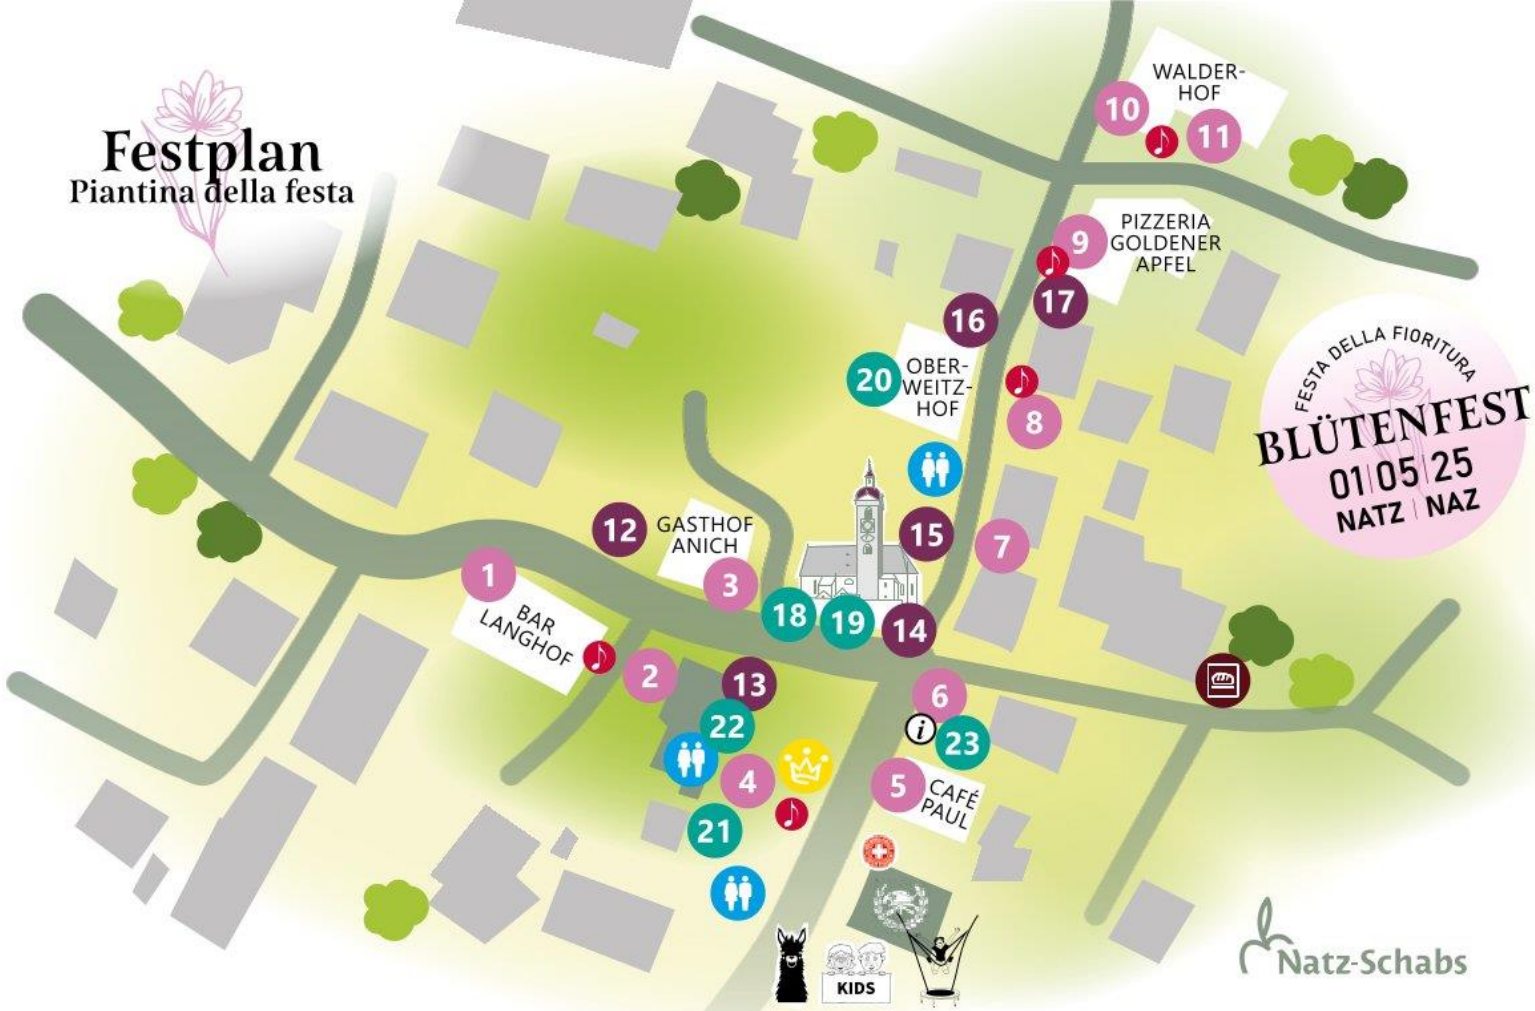 Festplan
Piantina della festa
WALDER-
HOF
10
11
9
PIZZERIA
GOLDENER
APFEL
17
16
20
OBER-
WEITZ-
HOF
8
FESTA DELLA FIORITURA
BLÜTENFEST
01|05|25
NATZ | NAZ
12
GASTHOF
ANICH
15
7
1
3
BAR
LANGHOF
18
19
14
2
13
6
22
i
23
4
5
CAFÉ
PAUL
21
KIDS
Natz-Schabs